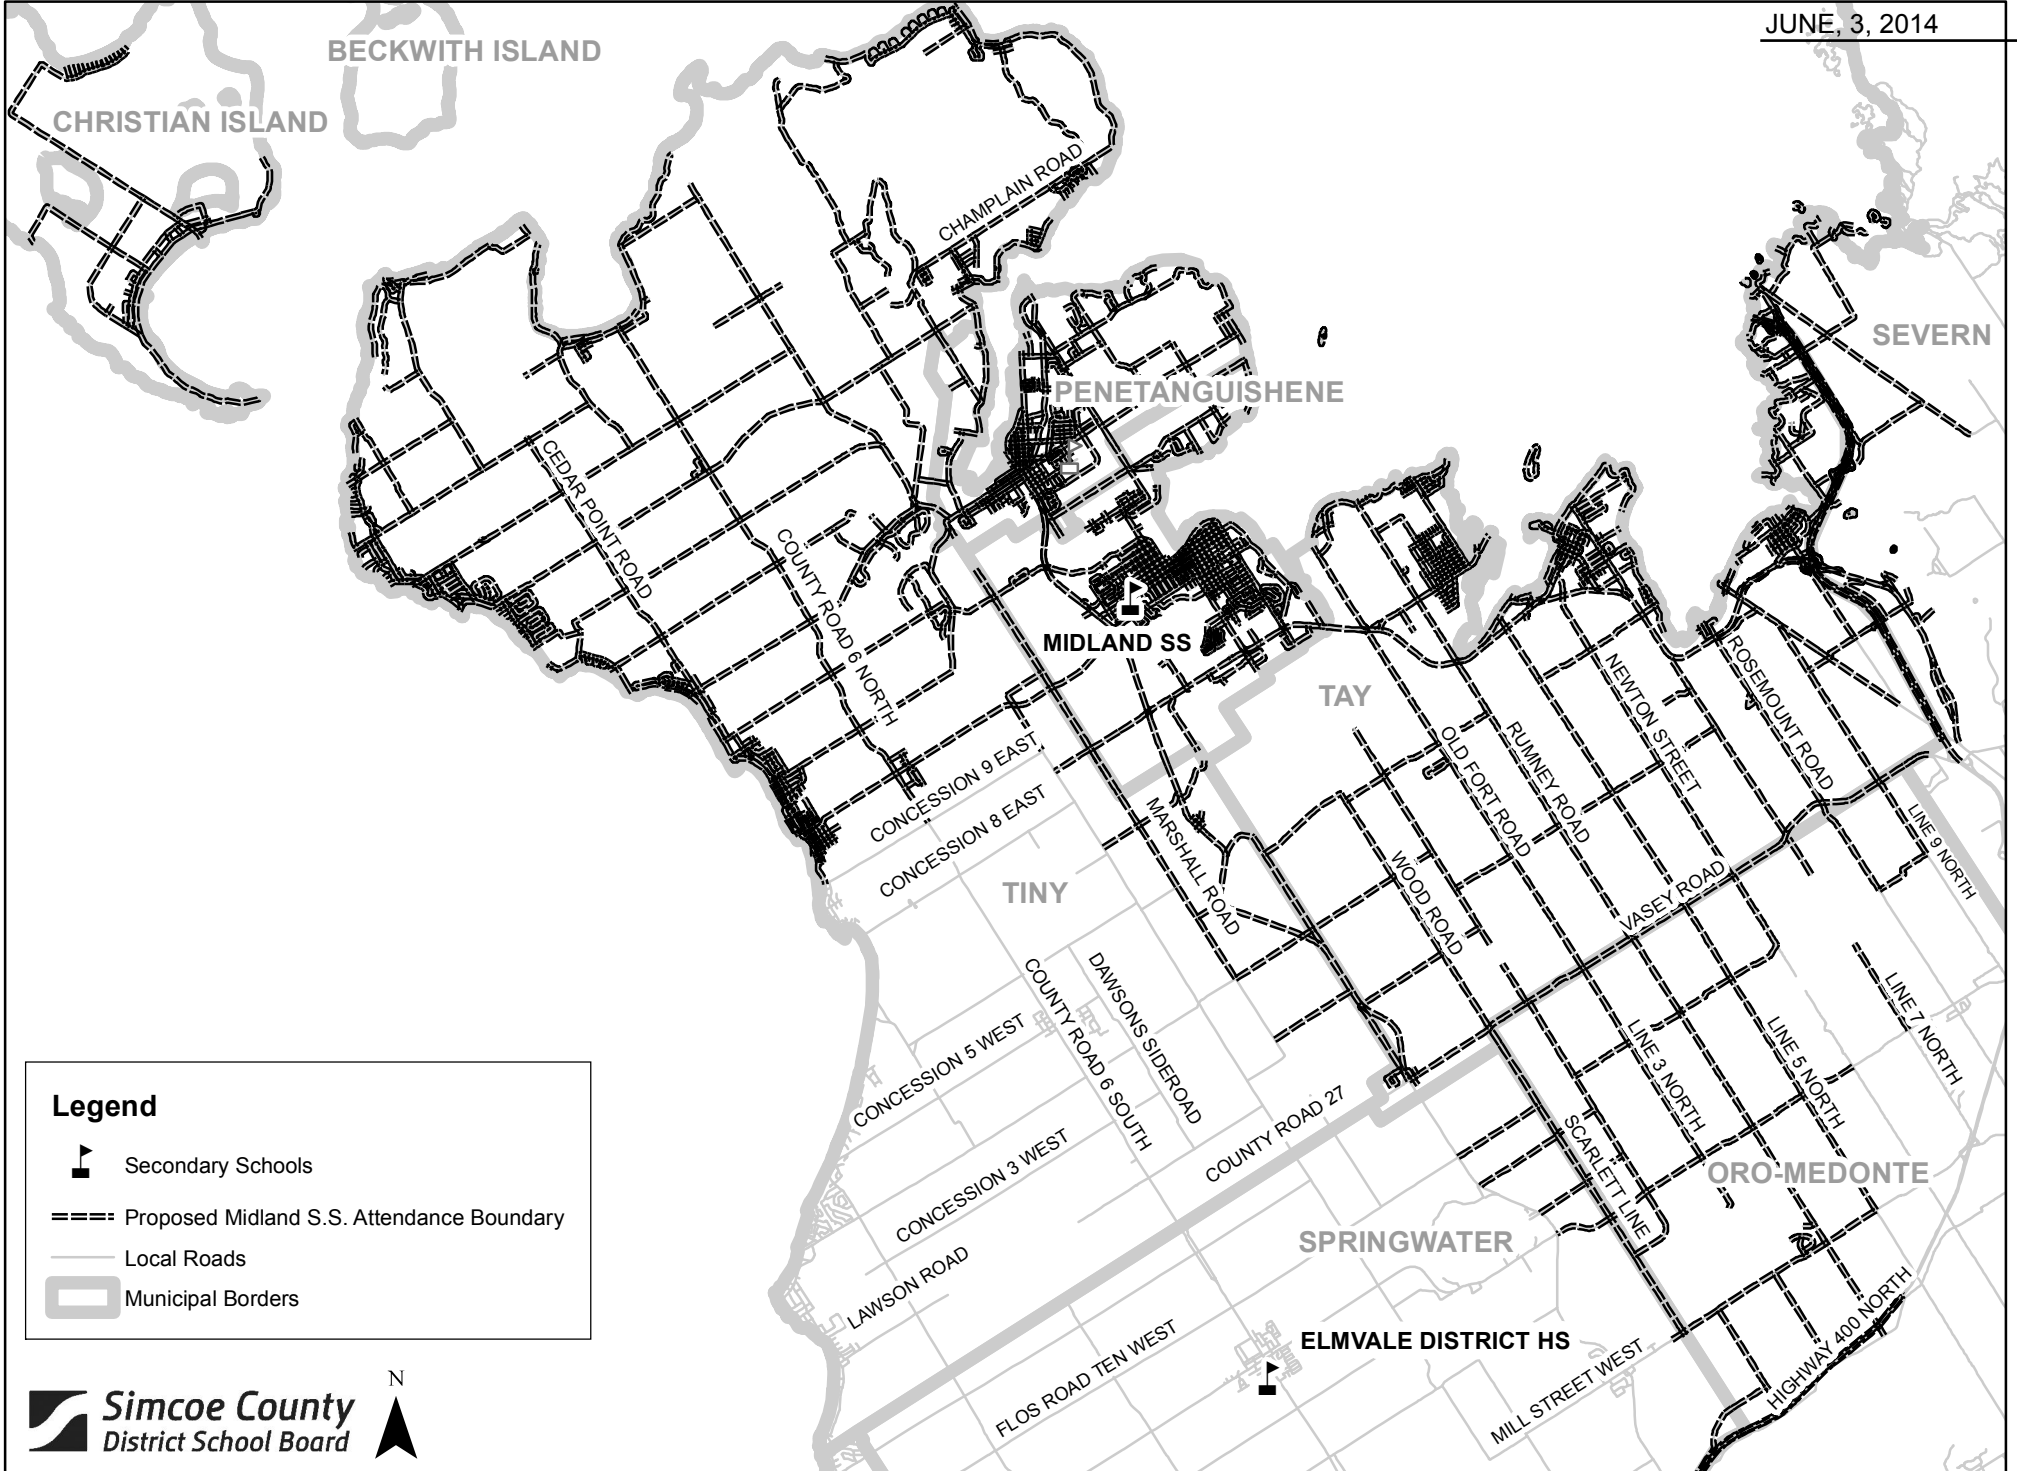 JUNE, 3, 2014
BECKWITH ISLAND
CHRISTIAN ISLAND
CHAMPLAIN ROAD
SEVERN
PENETANGUISHENE
CEDAR POINT ROAD
COUNTY ROAD 6 NORTH
MIDLAND SS
TAY
NEWTON STREET
ROSEMOUNT ROAD
OLD FORT ROAD
RUMNEY ROAD
CONCESSION 9 EAST
CONCESSION 8 EAST
MARSHALL ROAD
WOOD ROAD
LINE 9 NORTH
TINY
VASEY ROAD
COUNTY ROAD 6 SOUTH
DAWSONS SIDEROAD
CONCESSION 5 WEST
LINE 3 NORTH
LINE 5 NORTH
LINE 7 NORTH
COUNTY ROAD 27
CONCESSION 3 WEST
SCARLETT LINE
ORO-MEDONTE
SPRINGWATER
LAWSON ROAD
FLOS ROAD TEN WEST
ELMVALE DISTRICT HS
MILL STREET WEST
HIGHWAY 400 NORTH
Legend
Secondary Schools
Proposed Midland S.S. Attendance Boundary
Local Roads
Municipal Borders
Simcoe County
District School Board
N